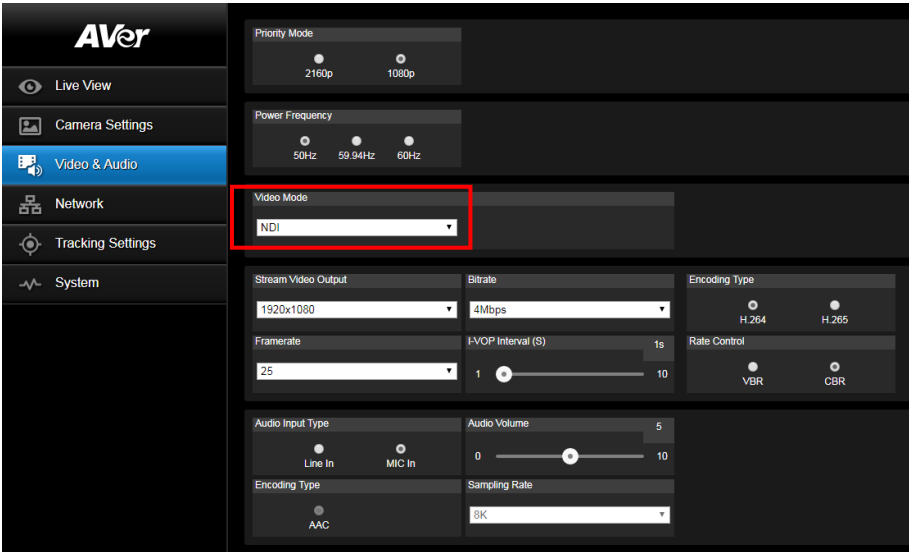 AVer
Live View
Camera Settings
Video & Audio
Network
Tracking Settings
System
Priority Mode
2160p 1080p
Power Frequency
50Hz 59.94Hz 60Hz
Video Mode
NDI
Stream Video Output Bitrate Encoding Type
1920x1080 4Mbps H.264 H.265
Framerate I-VOP Interval (S) 1s Rate Control
25 1 10 VBR CBR
Audio Input Type Audio Volume 5
Line In MIC In 0 10
Encoding Type Sampling Rate
AAC 8K